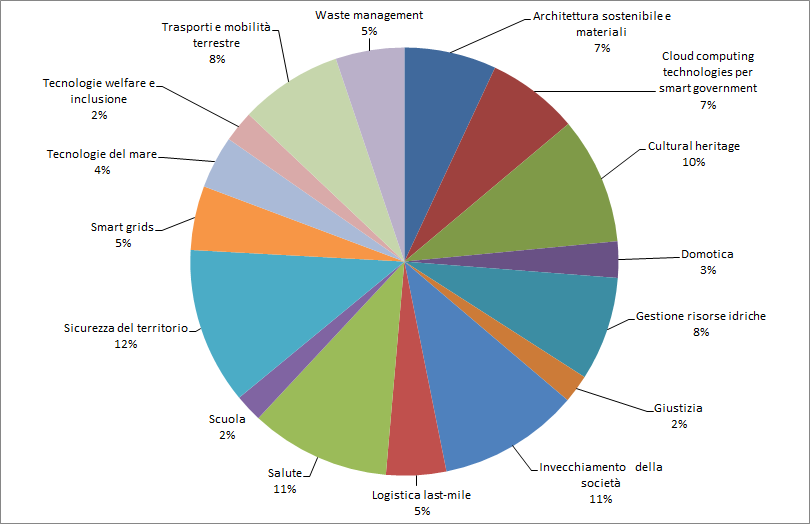 Waste management
5%
Architettura sostenibile e
materiali
7%
Cloud computing
technologies per
smart government
7%
Cultural heritage
10%
Domotica
3%
Gestione risorse idriche
8%
Giustizia
2%
Invecchiamento della
società
11%
Logistica last-mile
5%
Salute
11%
Scuola
2%
Sicurezza del territorio
12%
Smart grids
5%
Tecnologie del mare
4%
Tecnologie welfare e
inclusione
2%
Trasporti e mobilità
terrestre
8%